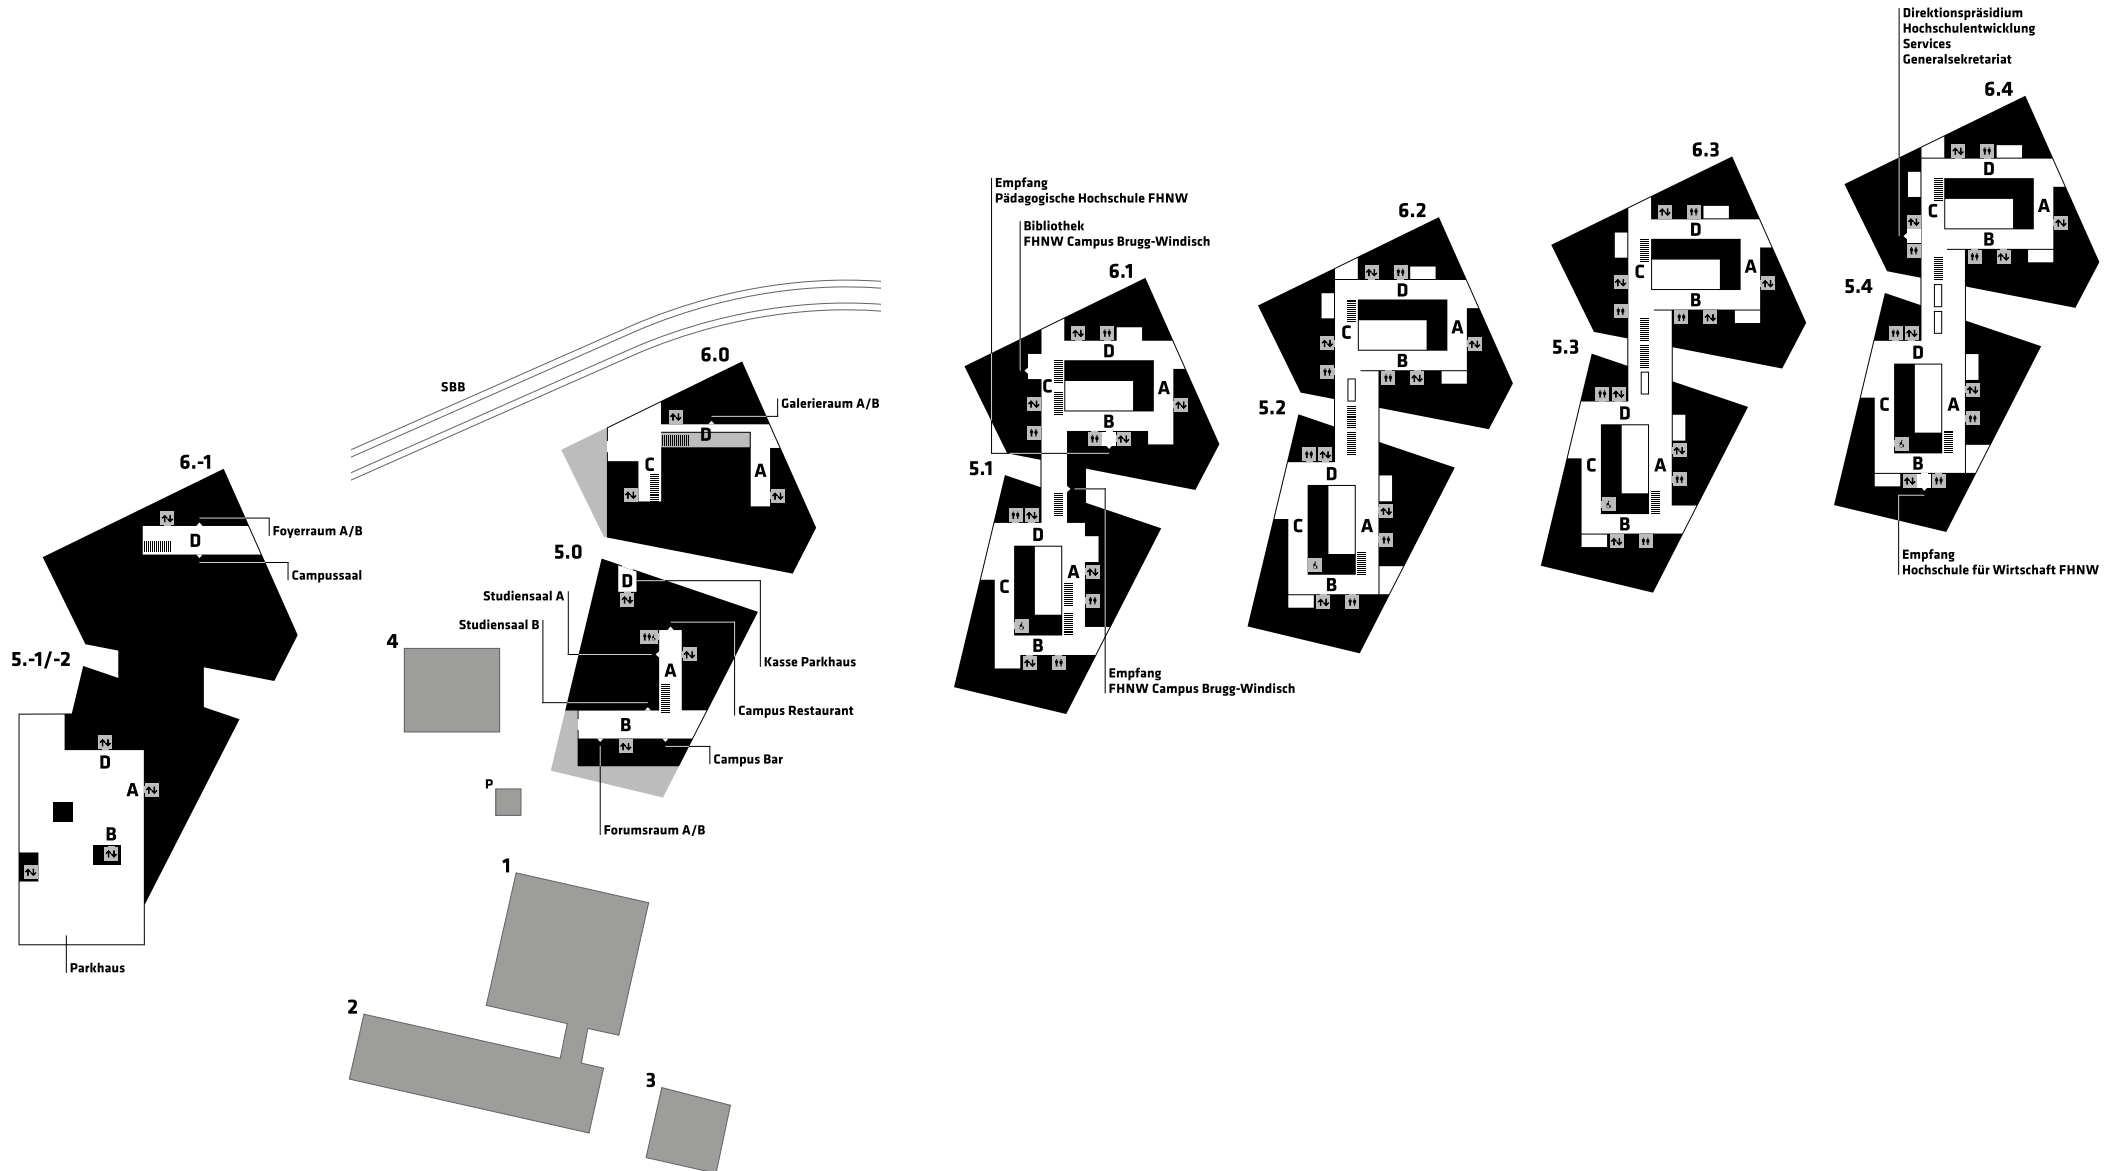 6.-1
D
Foyerraum A/B
Campussaal
5.-1/-2
D
A
B
Parkhaus
SBB
6.0
Galerieraum A/B
D
C
A
5.0
D
Studiensaal A
Studiensaal B
A
B
Kasse Parkhaus
Campus Restaurant
Campus Bar
Forumsraum A/B
4
P
1
2
3
Empfang
Pädagogische Hochschule FHNW
Bibliothek
FHNW Campus Brugg-Windisch
6.1
D
C
A
B
5.1
D
C
A
B
Empfang
FHNW Campus Brugg-Windisch
6.2
D
C
A
B
5.2
D
C
A
B
6.3
D
C
A
B
5.3
D
C
A
B
Direktionspräsidium
Hochschulentwicklung
Services
Generalsekretariat
6.4
D
C
A
B
5.4
D
C
A
B
Empfang
Hochschule für Wirtschaft FHNW